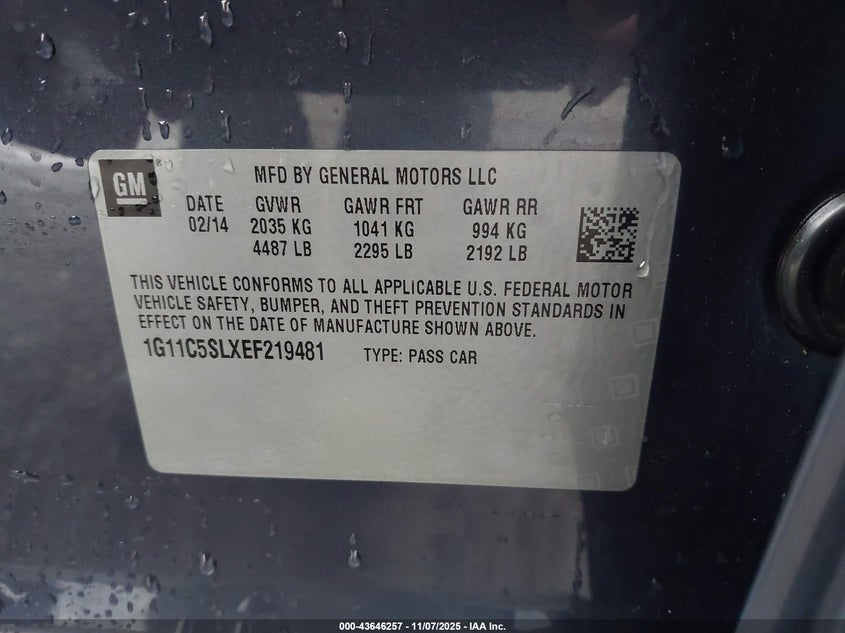 GM
MFD BY GENERAL MOTORS LLC
DATE GVWR GAWR FRT GAWR RR
02/14 2035 KG 1041 KG 994 KG
4487 LB 2295 LB 2192 LB
THIS VEHICLE CONFORMS TO ALL APPLICABLE U.S. FEDERAL MOTOR
VEHICLE SAFETY, BUMPER, AND THEFT PREVENTION STANDARDS IN
EFFECT ON THE DATE OF MANUFACTURE SHOWN ABOVE.
1G11C5SLXEF219481 TYPE: PASS CAR
000-43646257 - 11/07/2025 - IAA Inc.